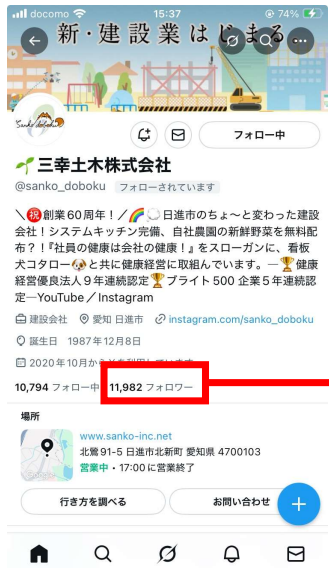 docomo 15:37 74%
新・建設業はじまる。
フォロー中
🌱三幸土木株式会社
@sanko_doboku フォローされています
＼㊗️創業60周年！／🌈💭日進市のちょ〜と変わった建設
会社！システムキッチン完備、自社農園の新鮮野菜を無料配
布？！『社員の健康は会社の健康！』をスローガンに、看板
犬コタロー🐶と共に健康経営に取組んでいます。―🏆健康
経営優良法人９年連続認定🏆ブライト500企業５年連続認
定―YouTube／Instagram
建設会社 愛知 日進市 instagram.com/sanko_doboku
誕生日 1987年12月8日
2020年10月からXを利用しています
10,794 フォロー中 11,982 フォロワー
場所
www.sanko-inc.net
北鶯91-5 日進市北新町 愛知県 4700103
営業中・17:00に営業終了
行き方を調べる お問い合わせ